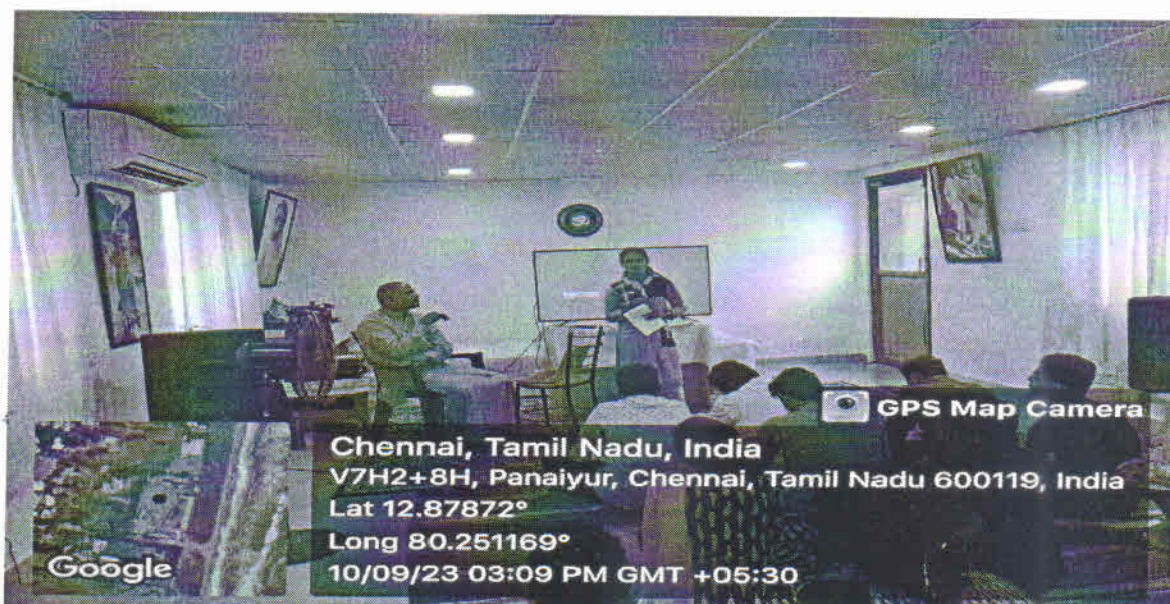 GPS Map Camera
Chennai, Tamil Nadu, India
V7H2+8H, Panaiyur, Chennai, Tamil Nadu 600119, India
Lat 12.87872°
Long 80.251169°
10/09/23 03:09 PM GMT +05:30
Google